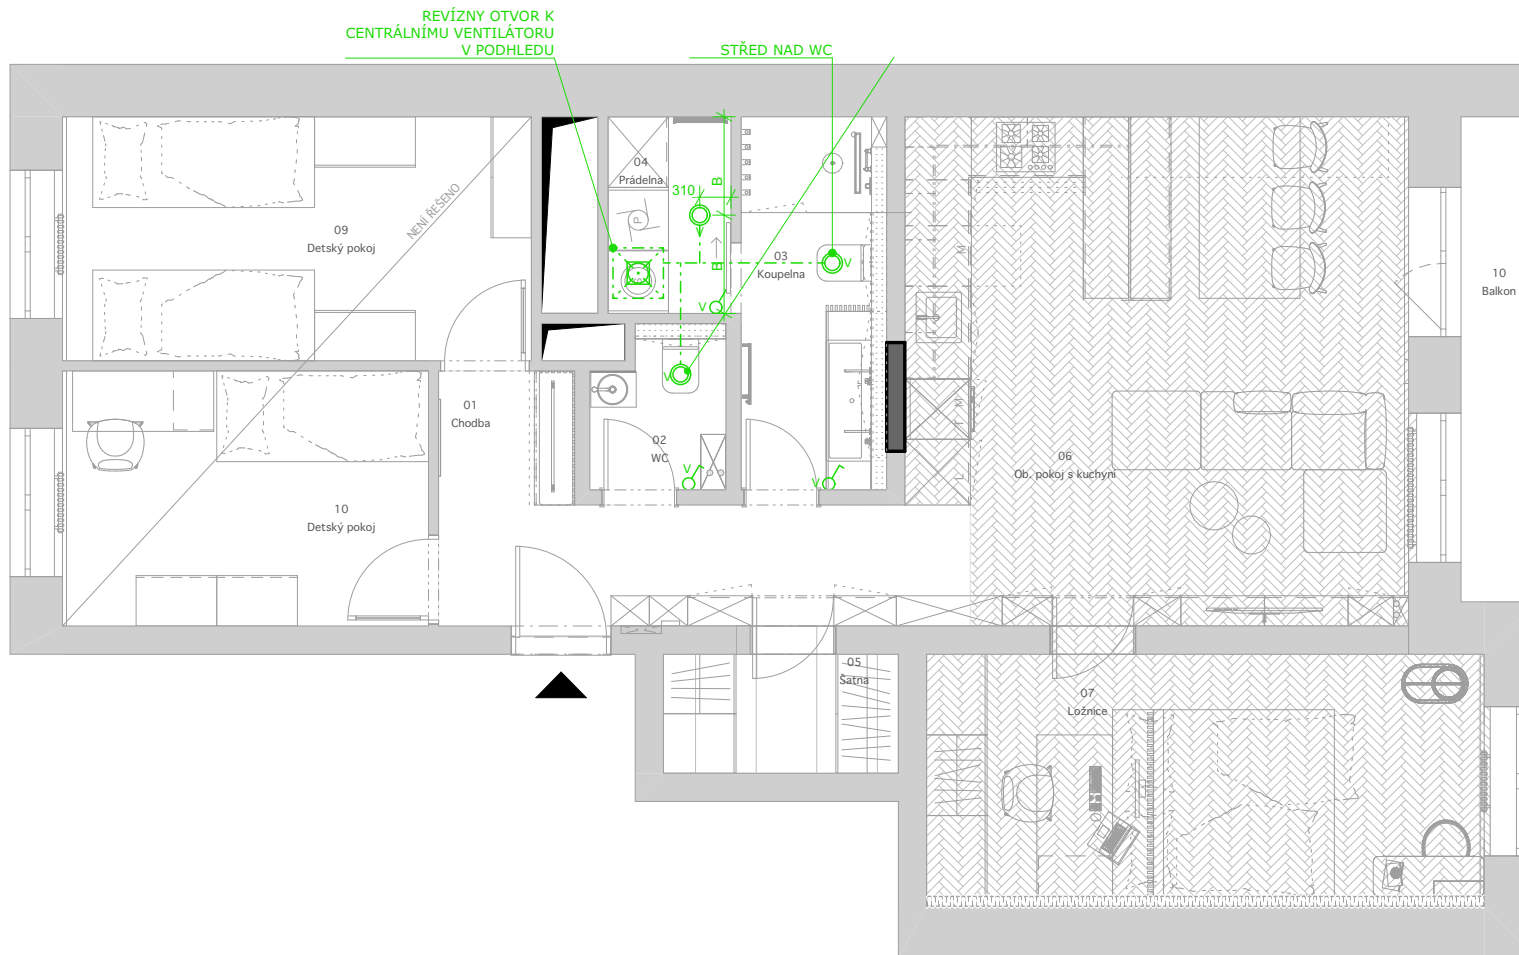 REVÍZNY OTVOR K
CENTRÁLNÍMU VENTILÁTORU
V PODHLEDU
STŘED NAD WC
04
Prádelna
310
B
B
P
V
V
V
V
V
03
Koupelna
09
Detský pokoj
NENÍ ŘEŠENO
10
Balkon
M
01
Chodba
02
WC
M
T
L
06
Ob. pokoj s kuchyní
10
Detský pokoj
05
Šatna
07
Ložnice